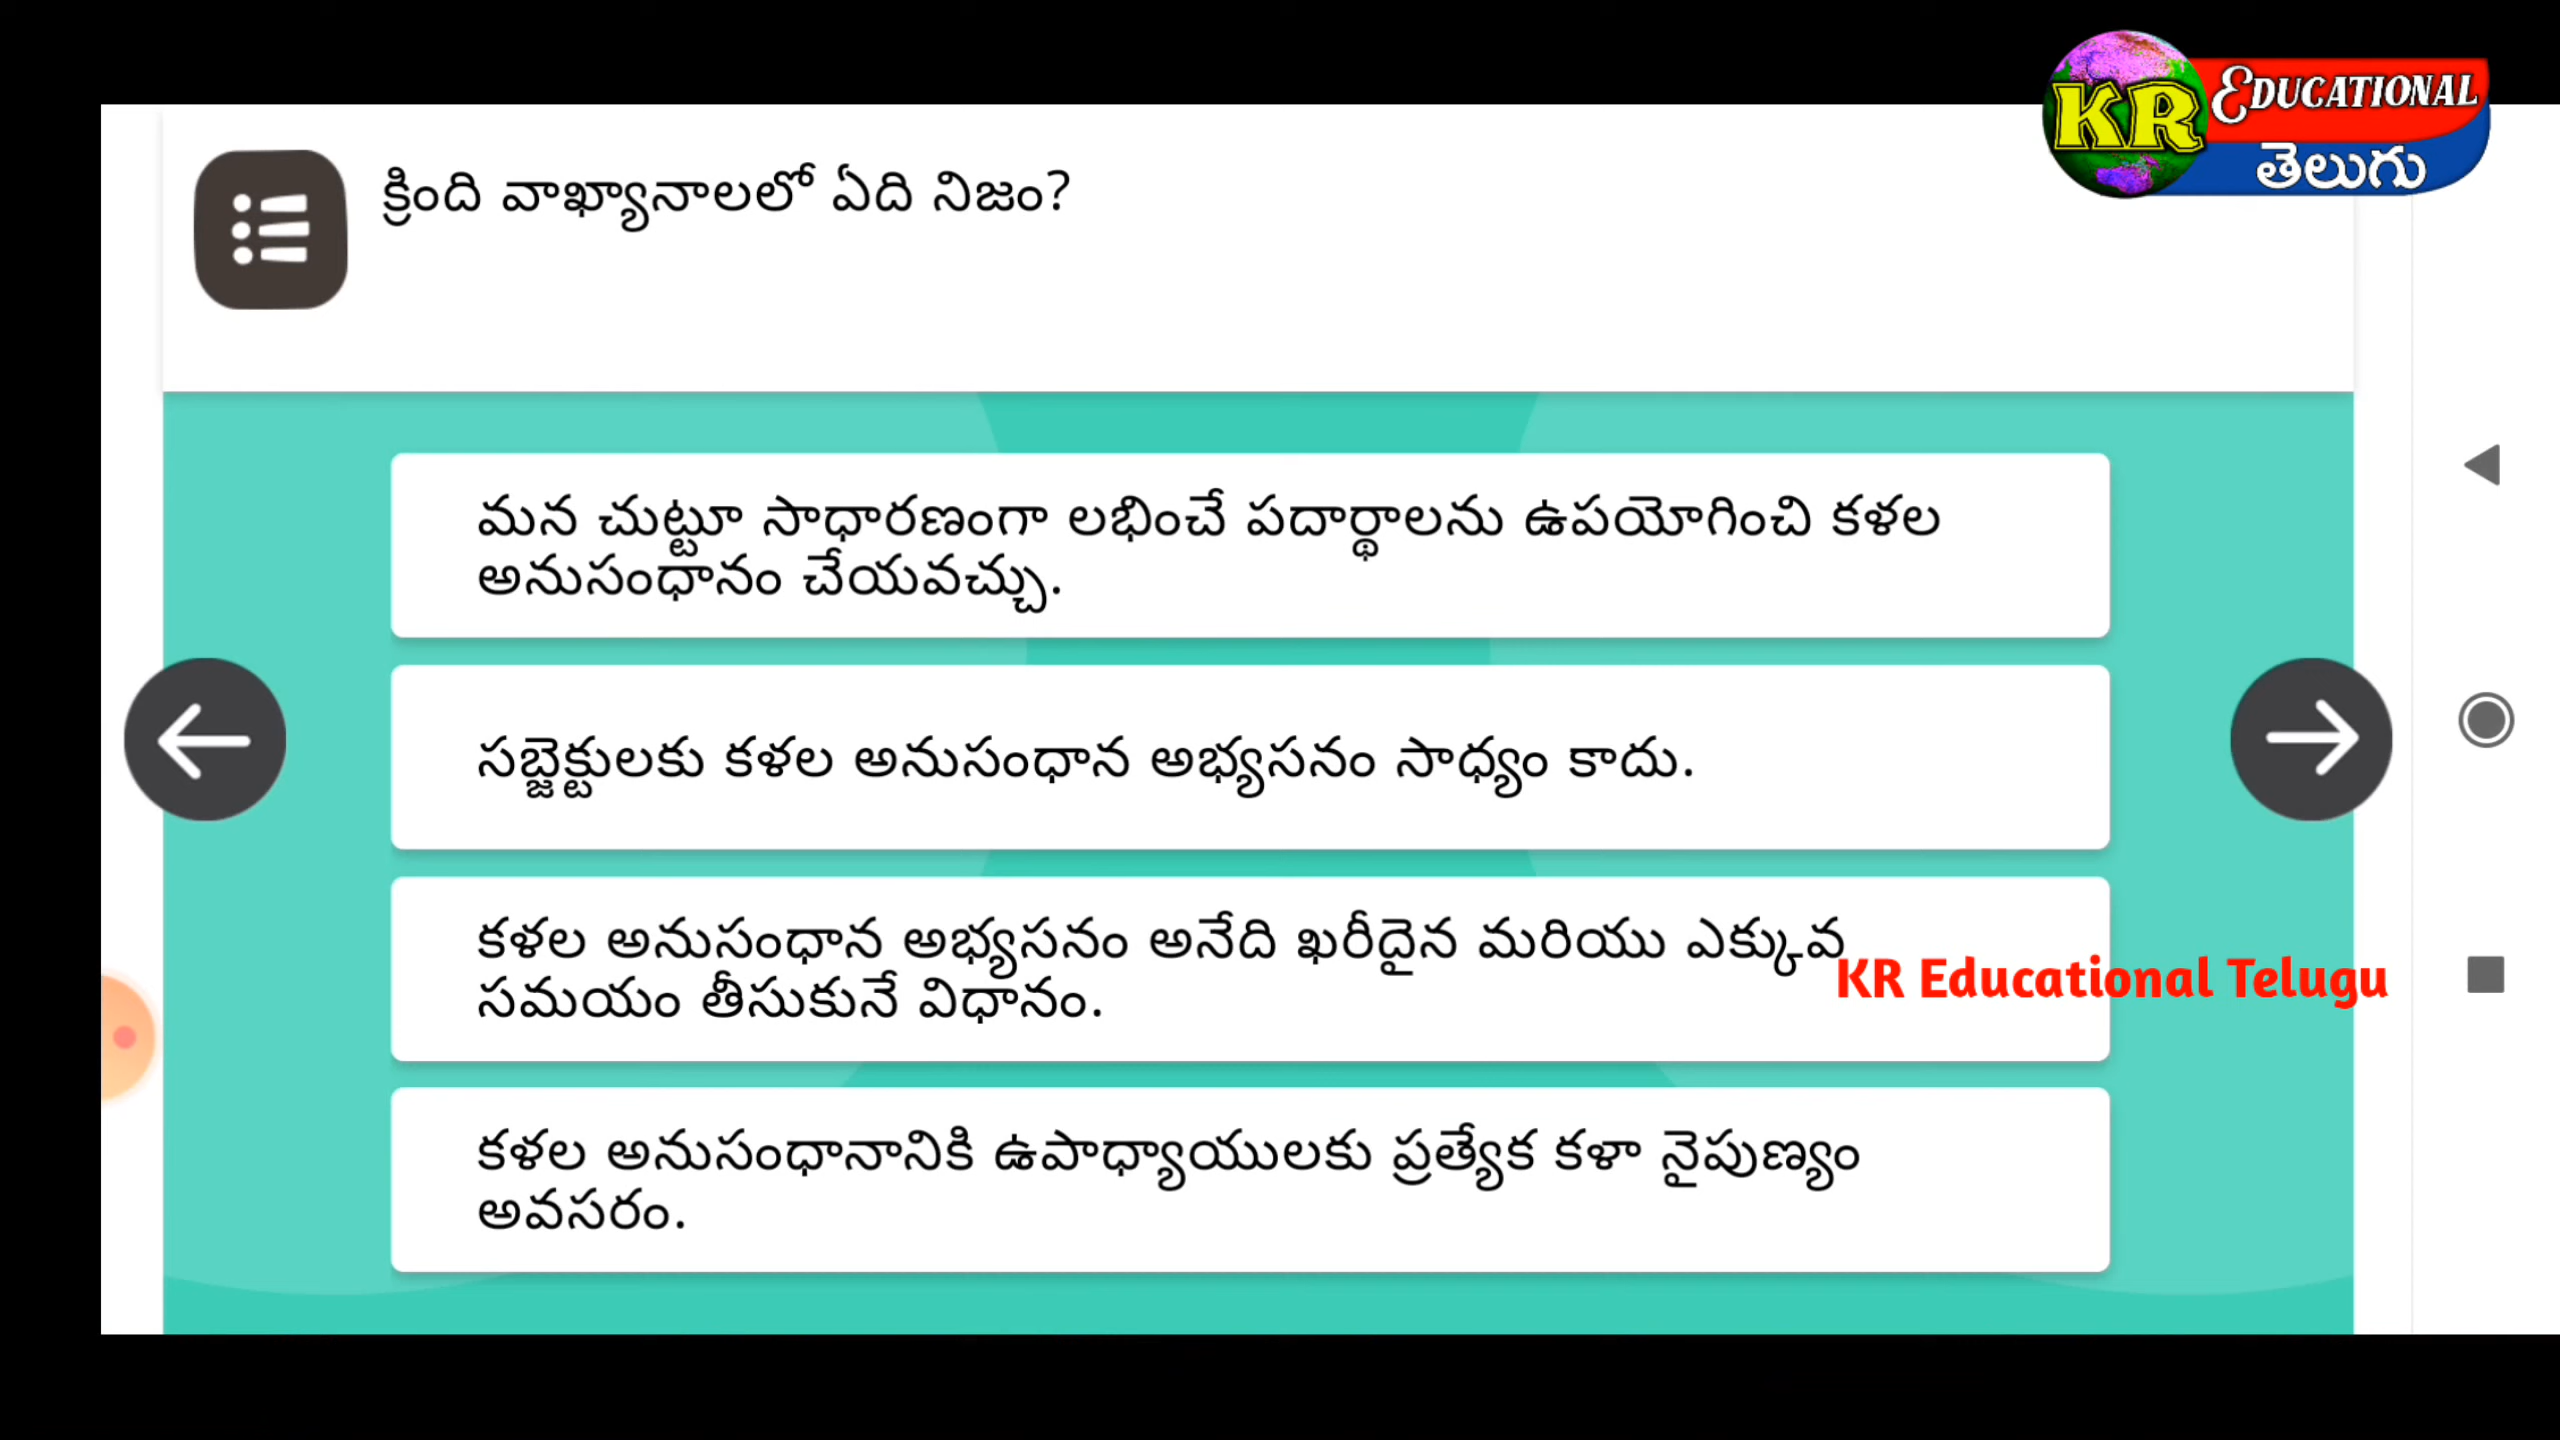 KR EDUCATIONAL
తెలుగు
క్రింది వాఖ్యానాలలో ఏది నిజం?
మన చుట్టూ సాధారణంగా లభించే పదార్థాలను ఉపయోగించి కళల
అనుసంధానం చేయవచ్చు.
సబ్జెక్టులకు కళల అనుసంధాన అభ్యసనం సాధ్యం కాదు.
కళల అనుసంధాన అభ్యసనం అనేది ఖరీదైన మరియు ఎక్కువ
సమయం తీసుకునే విధానం.
KR Educational Telugu
కళల అనుసంధానానికి ఉపాధ్యాయులకు ప్రత్యేక కళా నైపుణ్యం
అవసరం.